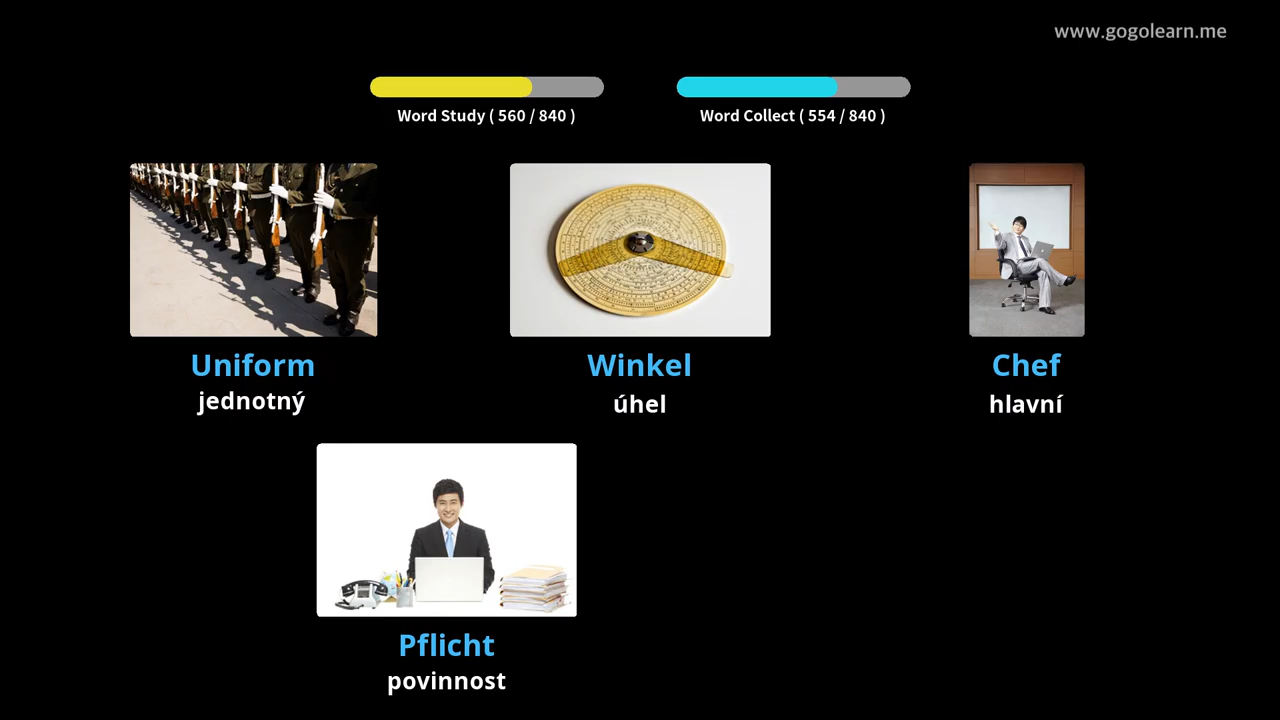 www.gogolearn.me
Word Study ( 560 / 840 )
Word Collect ( 554 / 840 )
Uniform
jednotný
Winkel
úhel
Chef
hlavní
Pflicht
povinnost